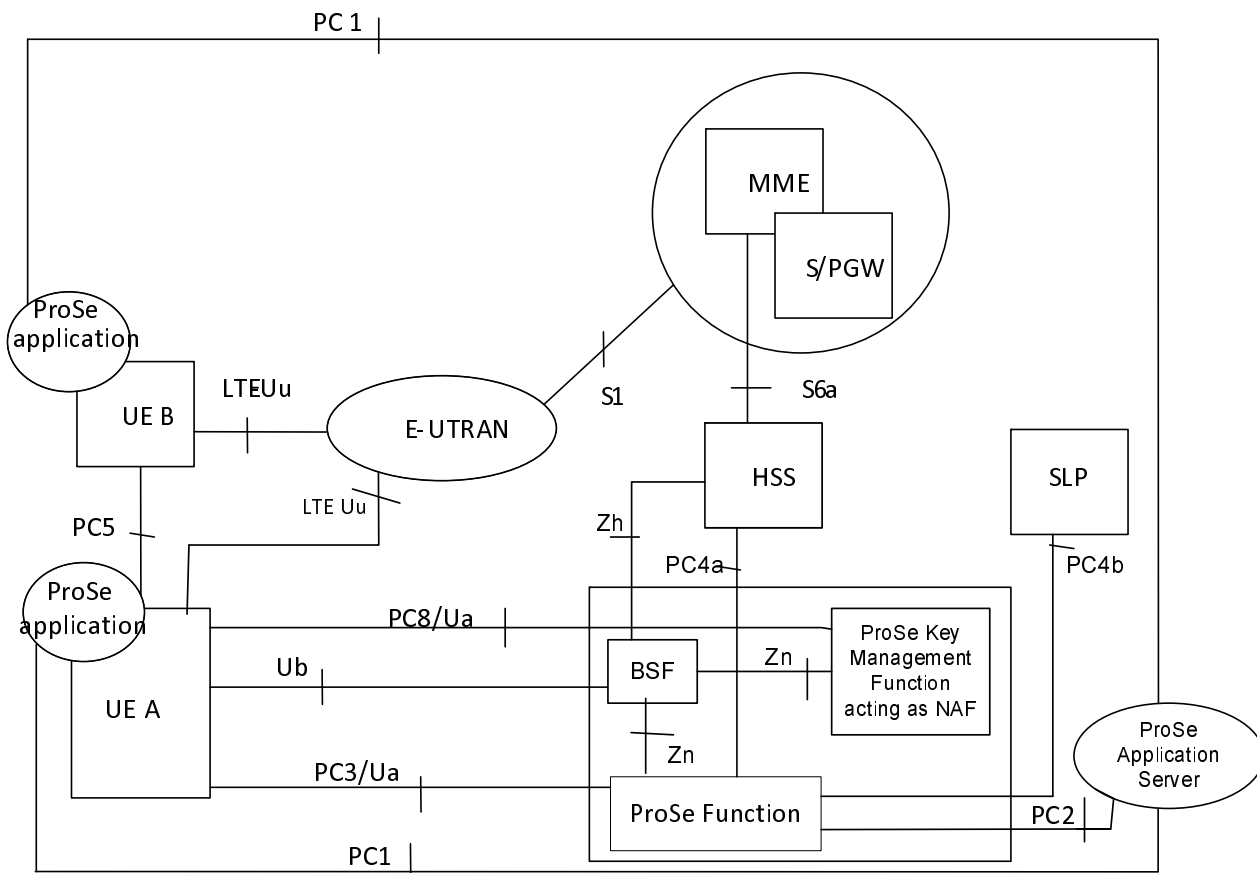 PC 1
MME
S/PGW
ProSe
application
LTEUu
S1
S6a
UE B
E-UTRAN
HSS
SLP
LTE Uu
PC5
Zh
PC4a
PC4b
ProSe
application
PC8/Ua
ProSe Key
Management
Function
acting as NAF
Ub
BSF
Zn
UE A
Zn
ProSe
Application
Server
PC3/Ua
ProSe Function
PC2
PC1